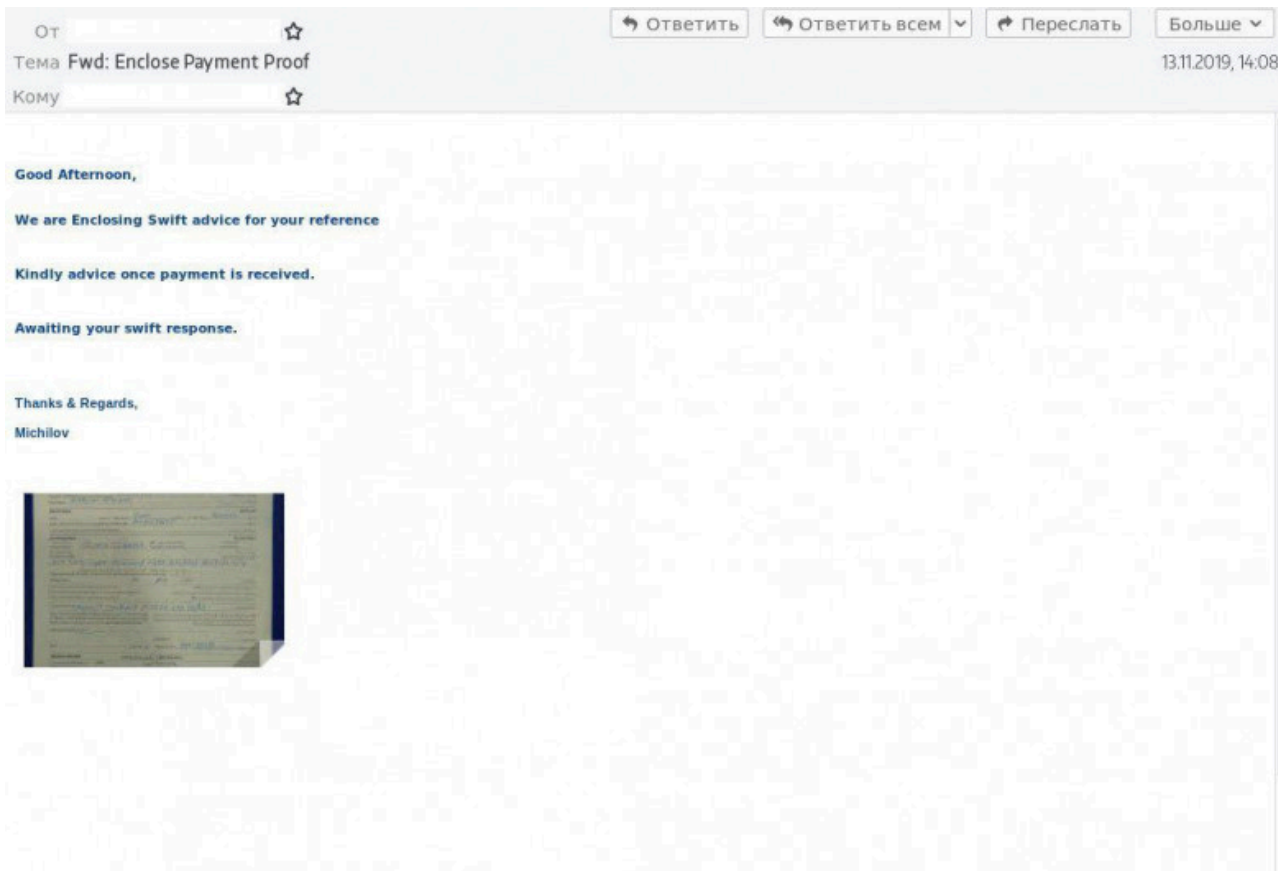 От
Ответить
Ответить всем
Переслать
Больше
Тема Fwd: Enclose Payment Proof
13.11.2019, 14:08
Кому
Good Afternoon,
We are Enclosing Swift advice for your reference
Kindly advice once payment is received.
Awaiting your swift response.
Thanks & Regards,
Michilov